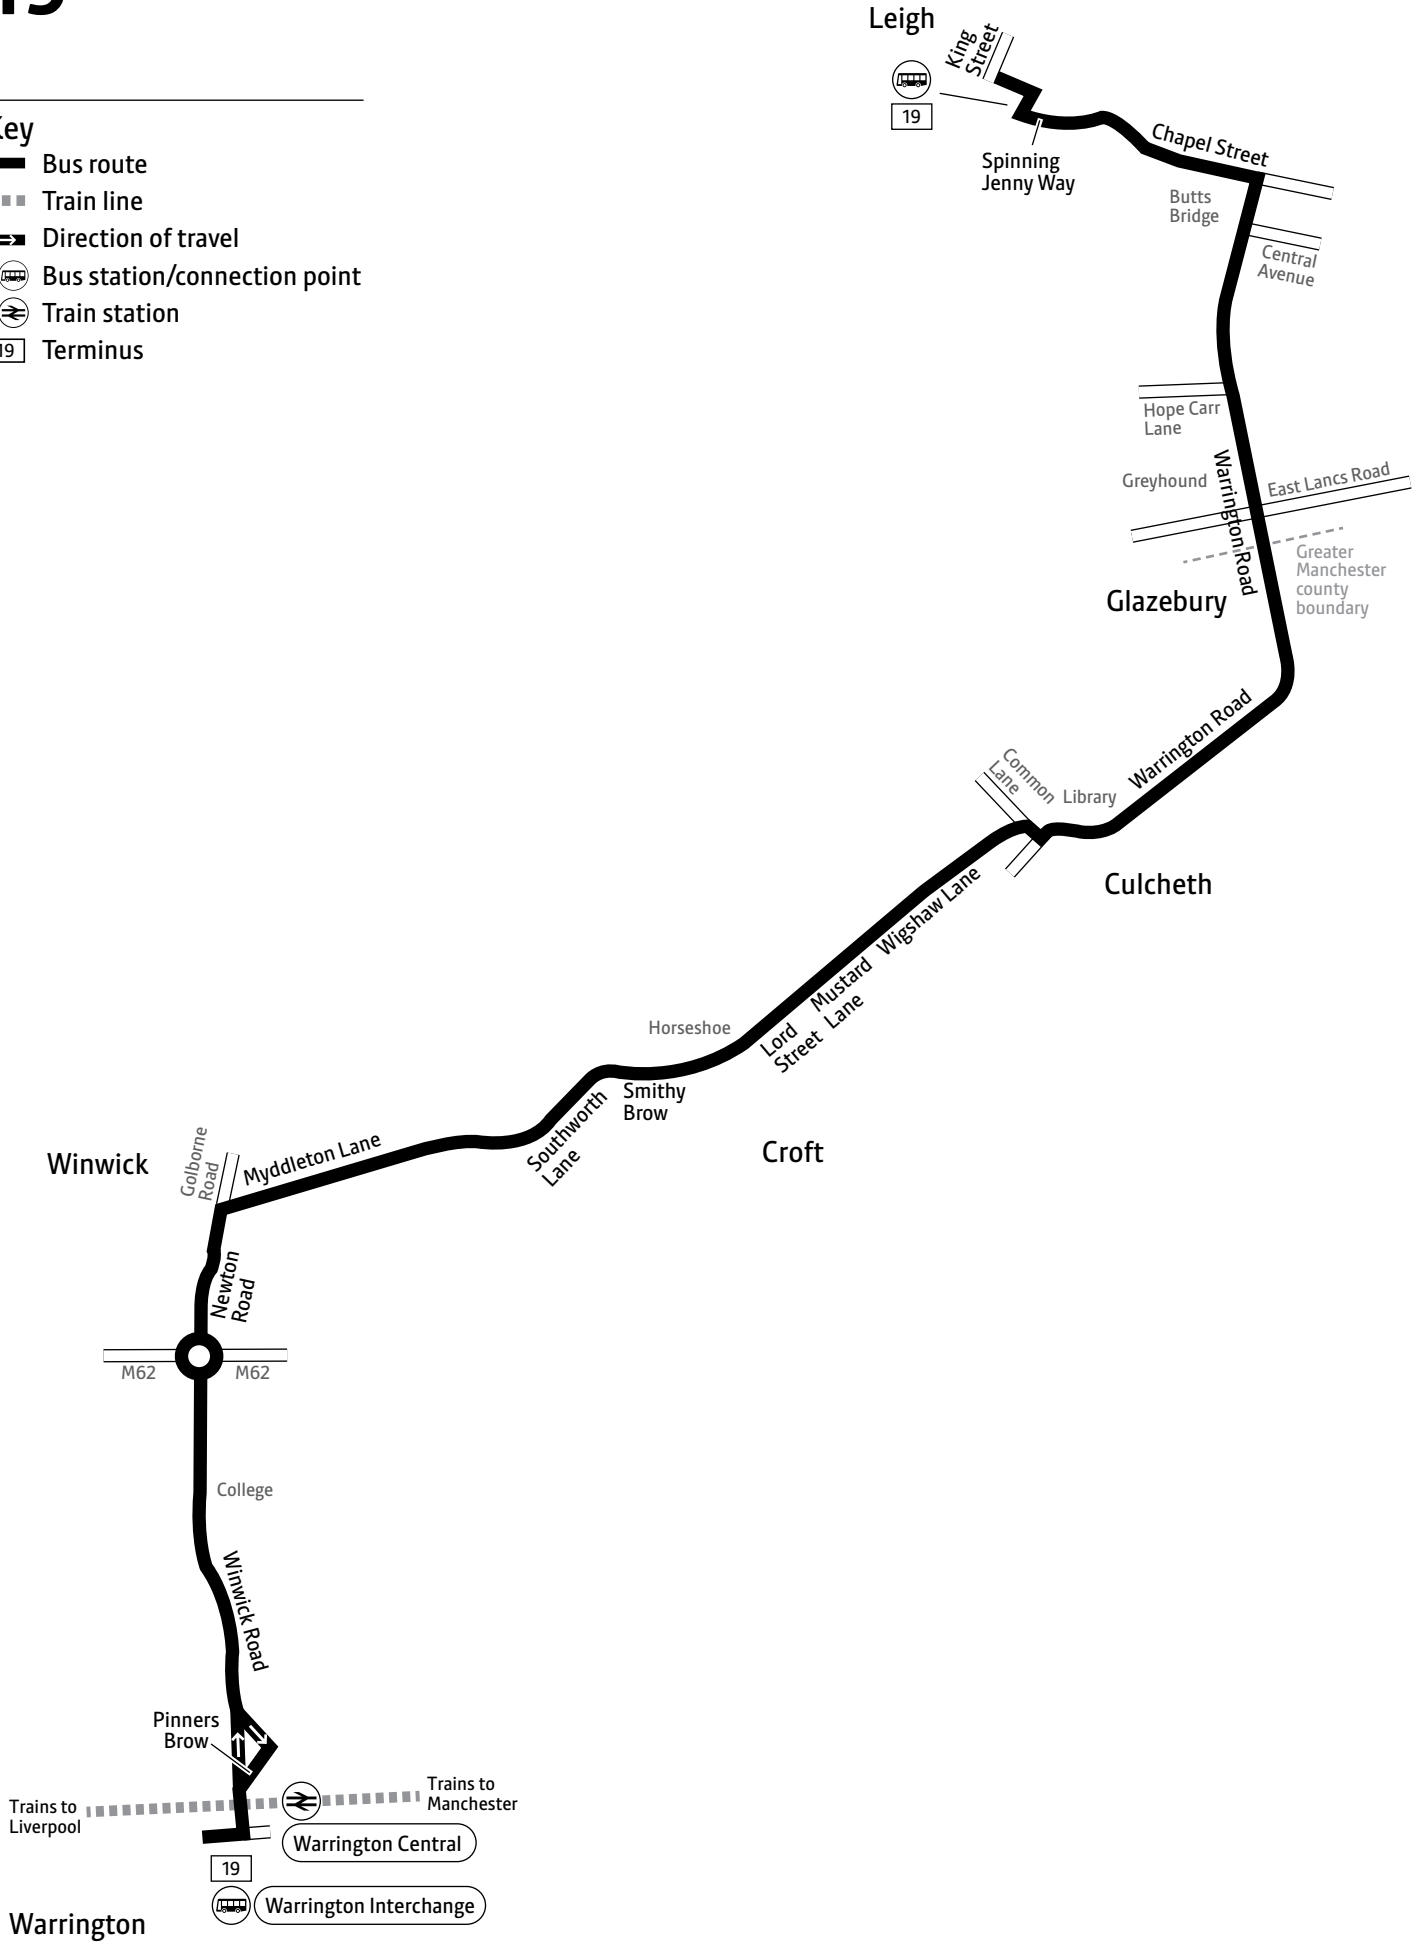 19
Key
Bus route
Train line
Direction of travel
Bus station/connection point
Train station
19
Terminus
Leigh
King
Street
19
Spinning
Jenny Way
Chapel Street
Butts
Bridge
Central
Avenue
Hope Carr
Lane
Greyhound
Warrington Road
East Lancs Road
Greater
Manchester
county
boundary
Glazebury
Warrington Road
Common
Lane
Library
Culcheth
Wigshaw Lane
Mustard
Lane
Lord
Street
Horseshoe
Smithy
Brow
Croft
Southworth
Lane
Myddleton Lane
Golborne
Road
Winwick
Newton
Road
M62
M62
College
Winwick Road
Pinners
Brow
Trains to
Liverpool
Trains to
Manchester
Warrington Central
19
Warrington Interchange
Warrington